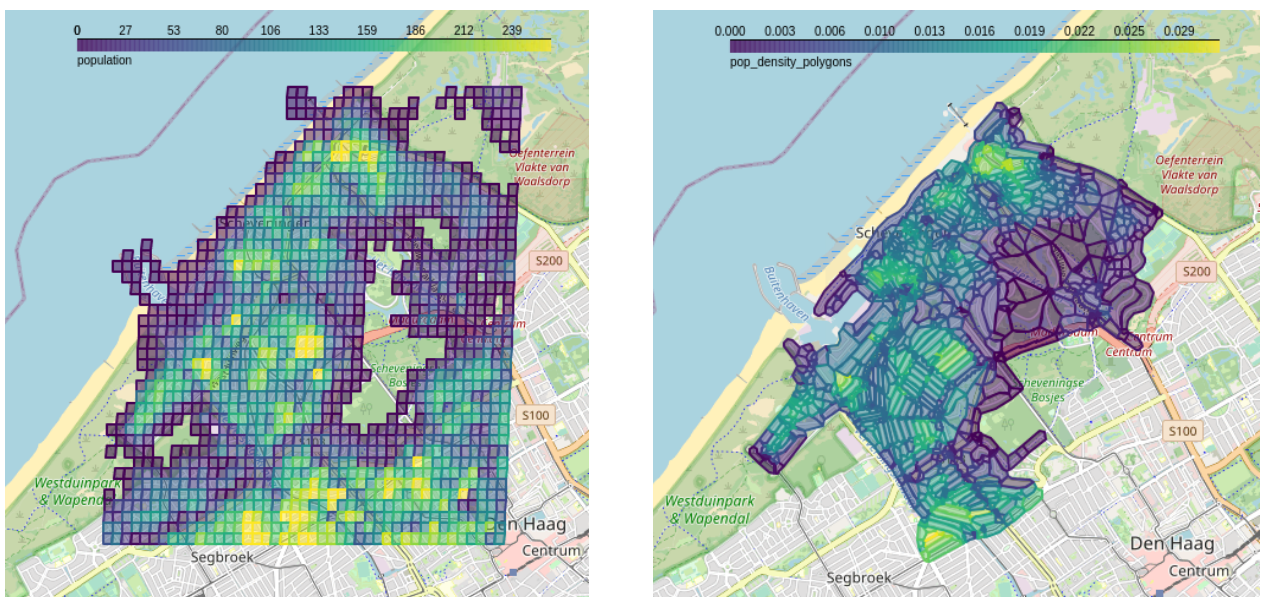 0 27 53 80 106 133 159 186 212 239
population
Oefenterrein
Vlakte van
Waalsdorp
S200
Centrum
S100
Westduinpark
& Wapendal
Den Haag
Centrum
Segbroek
0.000 0.003 0.006 0.010 0.013 0.016 0.019 0.022 0.025 0.029
pop_density_polygons
Oefenterrein
Vlakte van
Waalsdorp
Buitenhaven
S200
Centrum
Centrum
Scheveningse
Bosjes
S100
Westduinpark
& Wapendal
Den Haag
Centrum
Segbroek